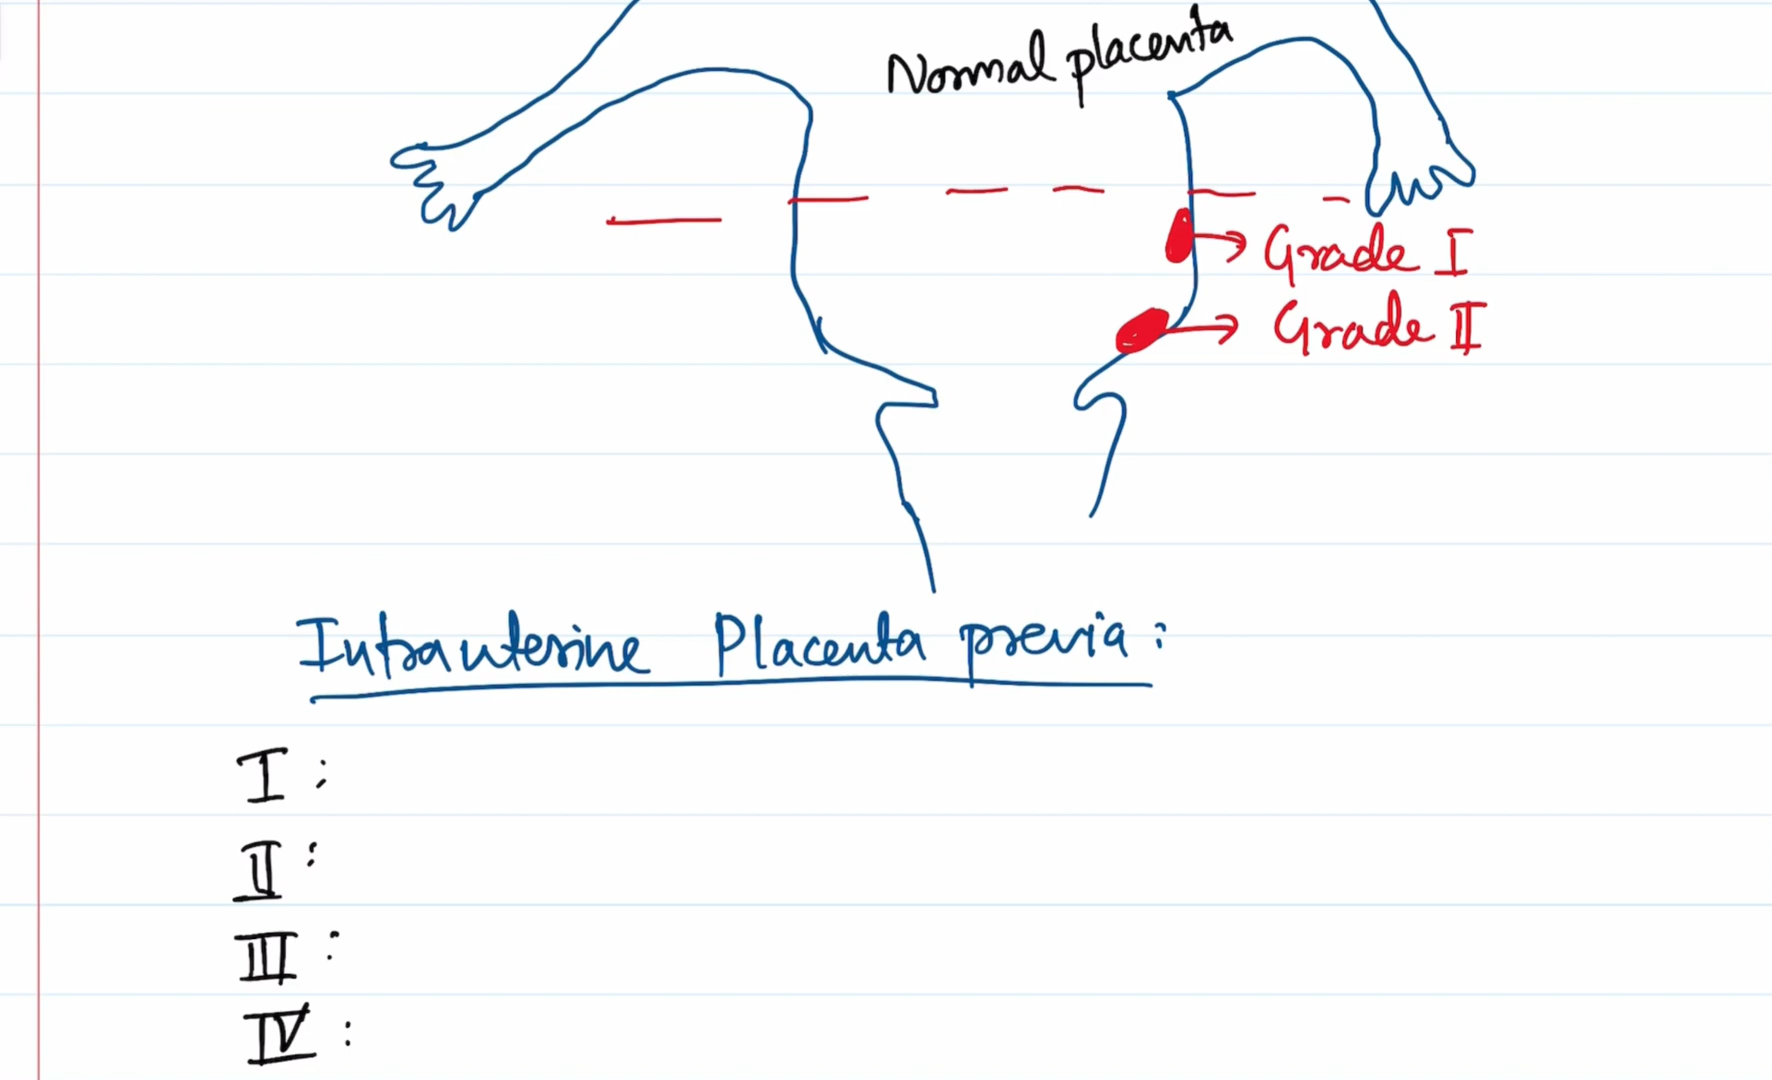 Normal placenta
Grade I
Grade II
Intrauterine Placenta previa:
I :
II :
III :
IV :